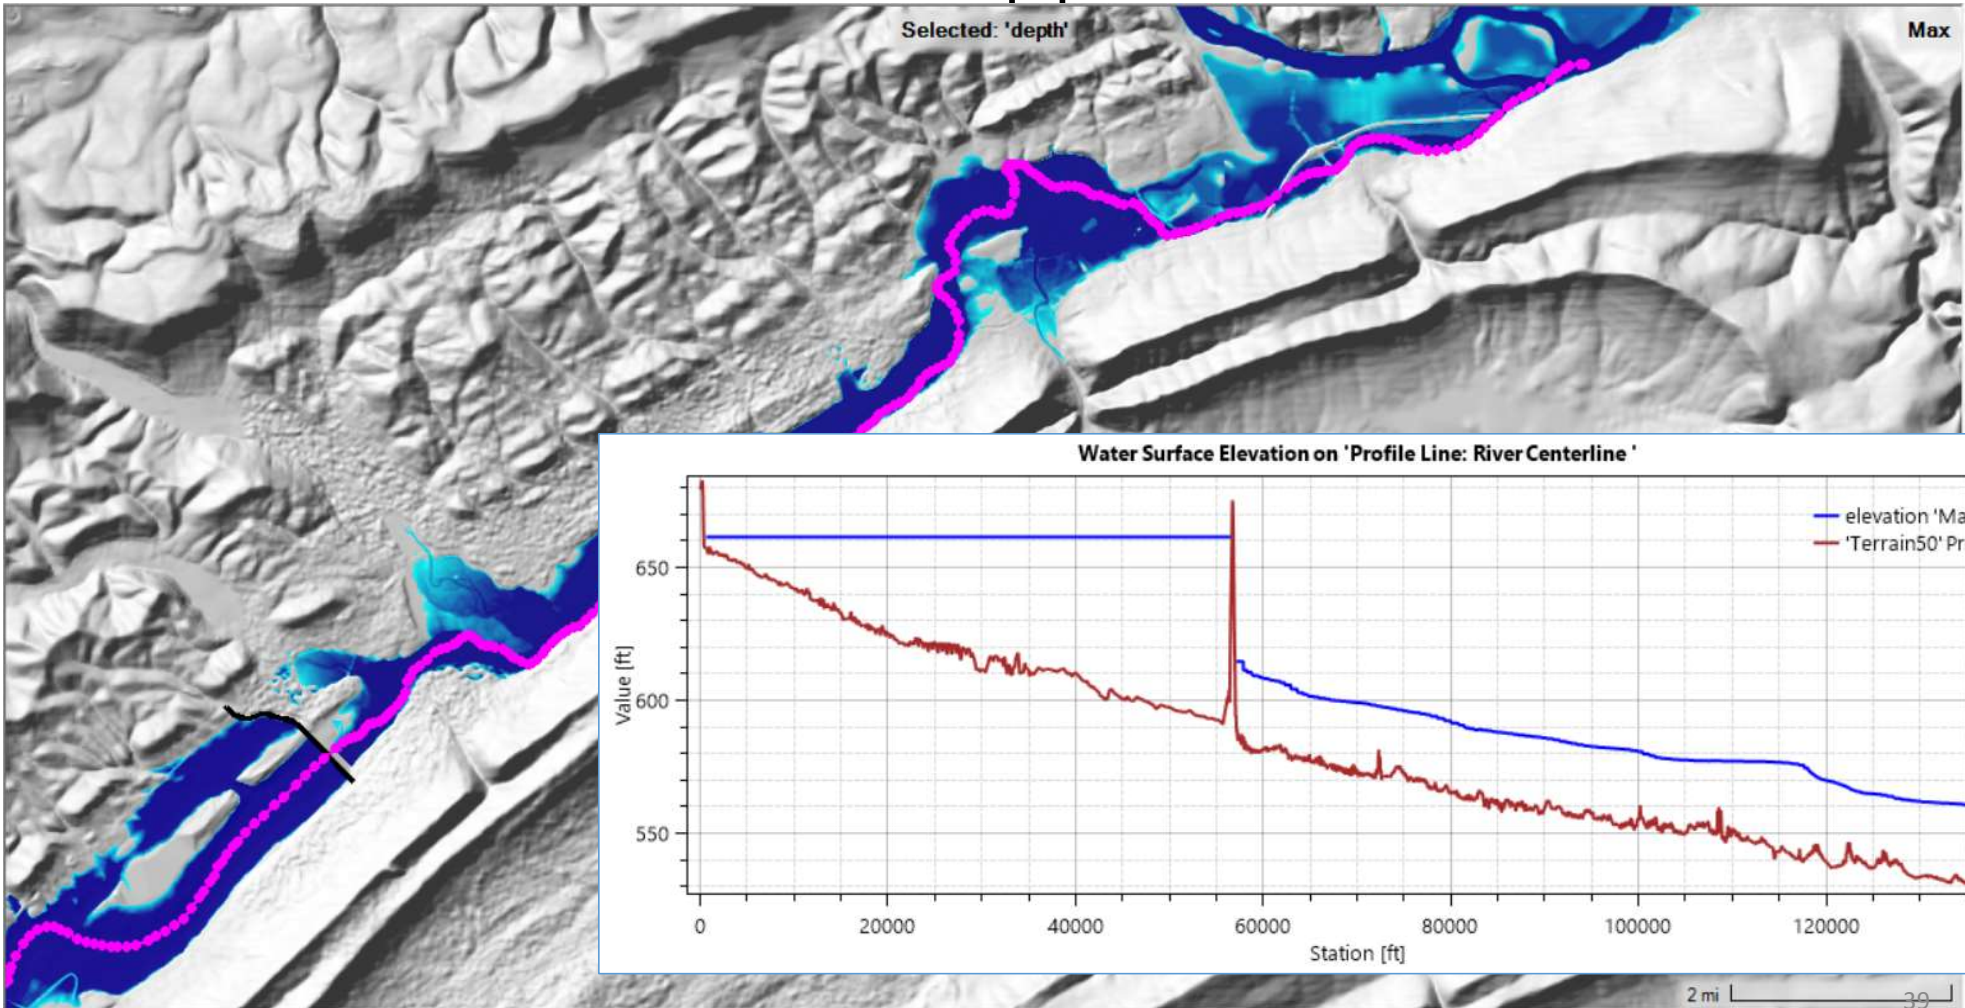 Selected: 'depth'
Max
Water Surface Elevation on 'Profile Line: River Centerline '
elevation 'Ma
'Terrain50' Pr
Value [ft]
650
600
550
0 20000 40000 60000 80000 100000 120000
Station [ft]
2 mi
39